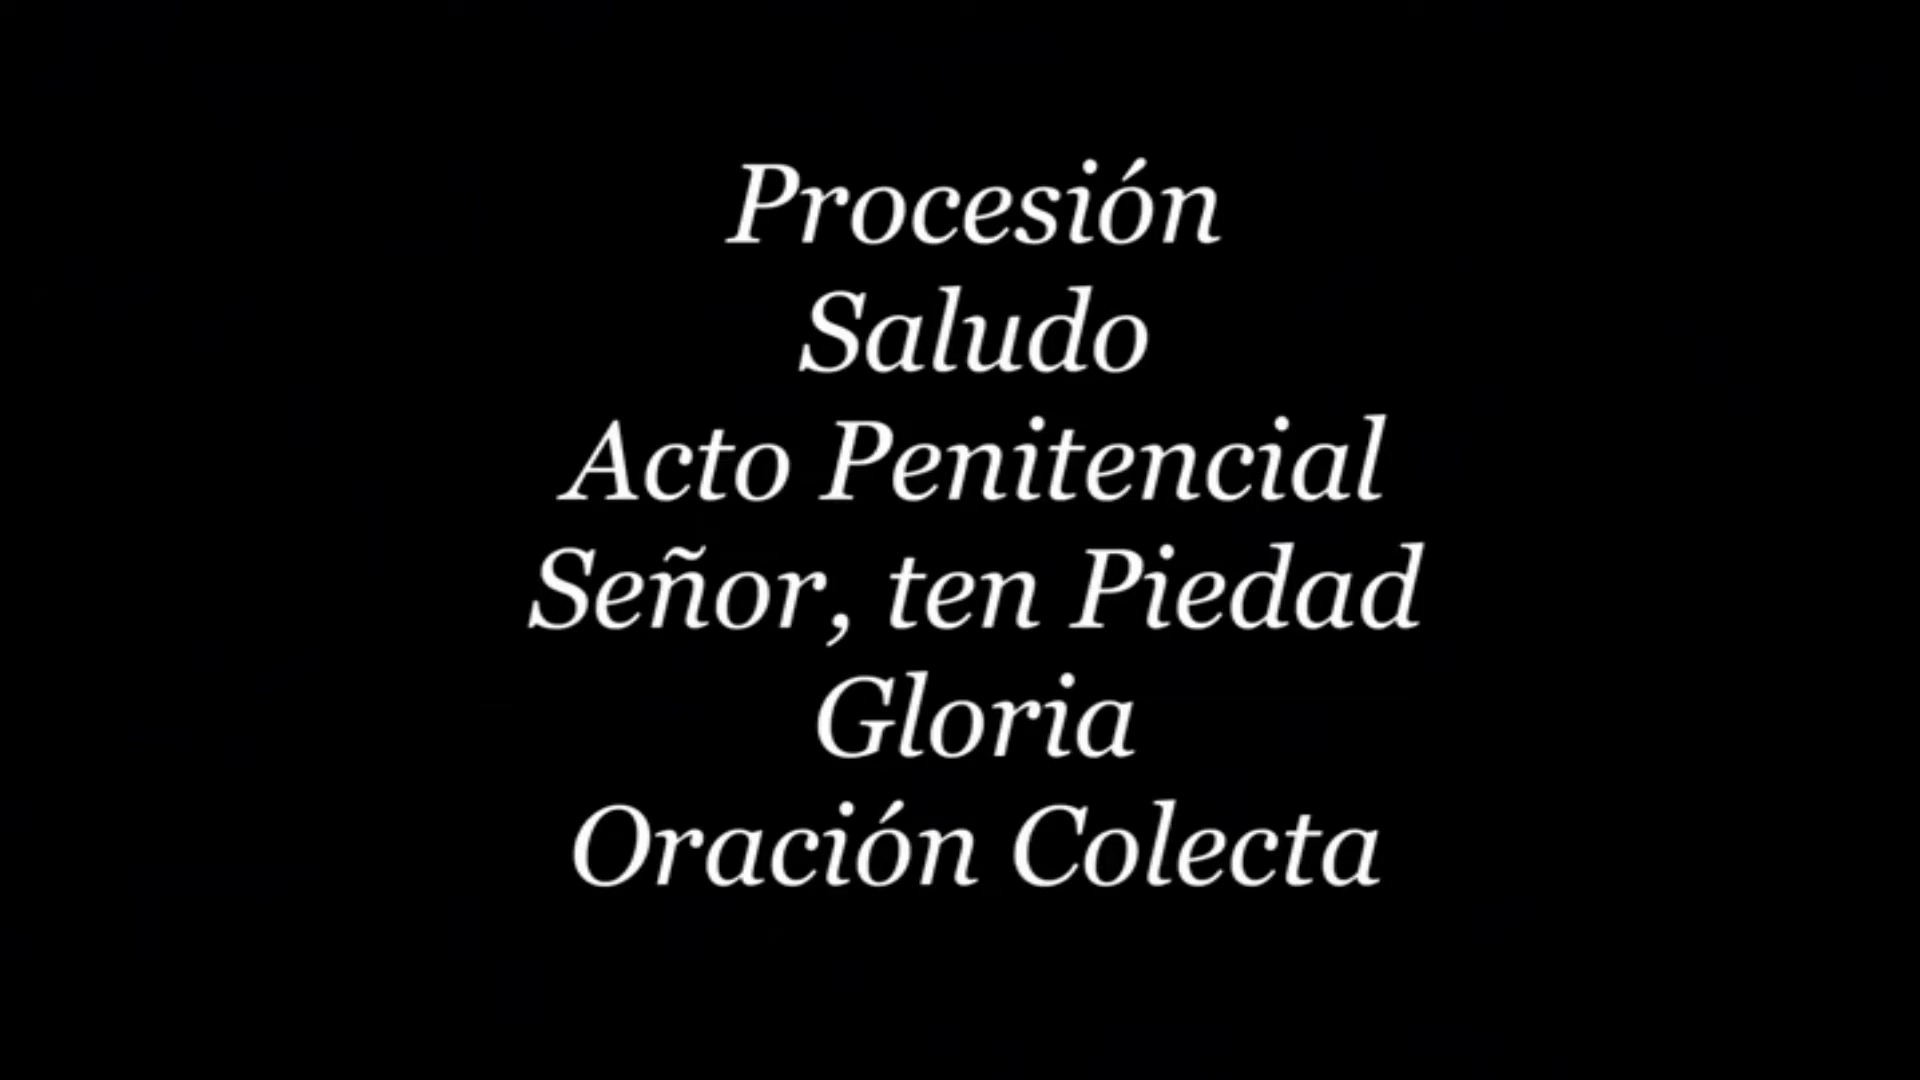 Procesión
Saludo
Acto Penitencial
Señor, ten Piedad
Gloria
Oración Colecta